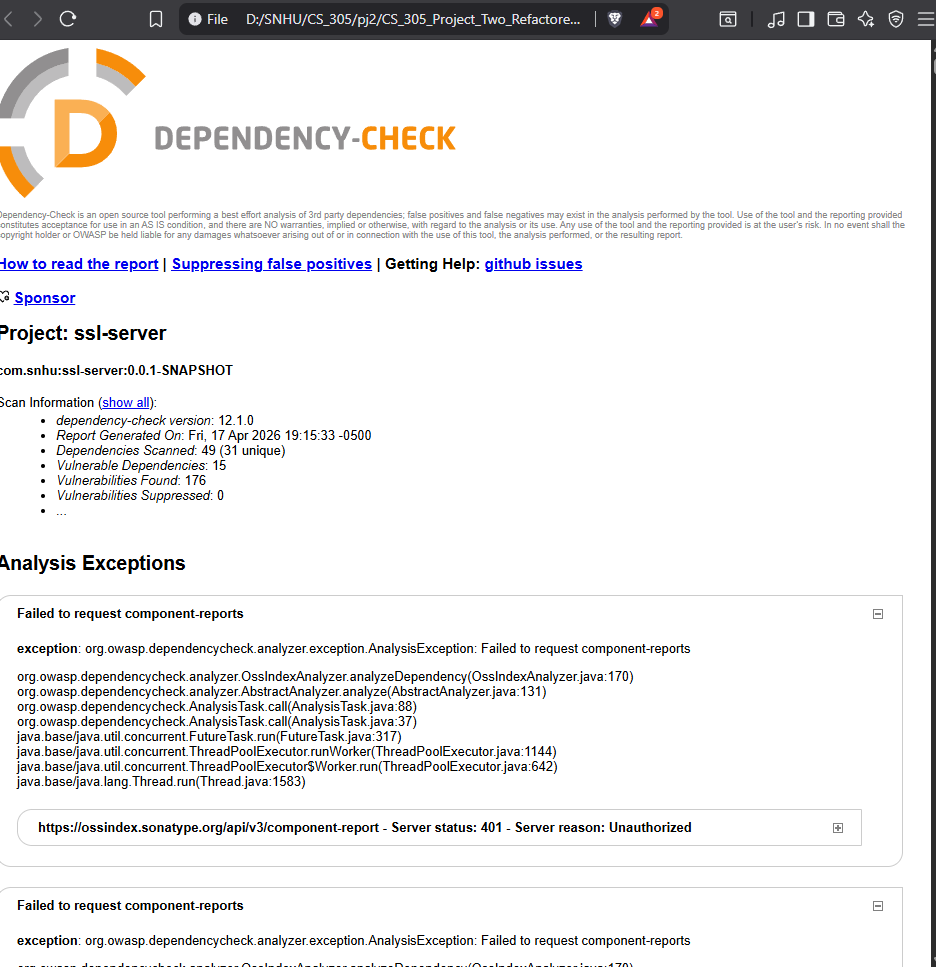 File D:/SNHU/CS_305/pj2/CS_305_Project_Two_Refactore...
2
D
DEPENDENCY-CHECK
Dependency-Check is an open source tool performing a best effort analysis of 3rd party dependencies; false positives and false negatives may exist in the analysis performed by the tool. Use of the tool and the reporting provided
constitutes acceptance for use in an AS IS condition, and there are NO warranties, implied or otherwise, with regard to the analysis or its use. Any use of the tool and the reporting provided is at the user's risk. In no event shall the
copyright holder or OWASP be held liable for any damages whatsoever arising out of or in connection with the use of this tool, the analysis performed, or the resulting report.
How to read the report | Suppressing false positives | Getting Help: github issues
Sponsor
Project: ssl-server
com.snhu:ssl-server:0.0.1-SNAPSHOT
Scan Information (show all):
• dependency-check version: 12.1.0
• Report Generated On: Fri, 17 Apr 2026 19:15:33 -0500
• Dependencies Scanned: 49 (31 unique)
• Vulnerable Dependencies: 15
• Vulnerabilities Found: 176
• Vulnerabilities Suppressed: 0
• ...
Analysis Exceptions
Failed to request component-reports
exception: org.owasp.dependencycheck.analyzer.exception.AnalysisException: Failed to request component-reports
org.owasp.dependencycheck.analyzer.OssIndexAnalyzer.analyzeDependency(OssIndexAnalyzer.java:170)
org.owasp.dependencycheck.analyzer.AbstractAnalyzer.analyze(AbstractAnalyzer.java:131)
org.owasp.dependencycheck.AnalysisTask.call(AnalysisTask.java:88)
org.owasp.dependencycheck.AnalysisTask.call(AnalysisTask.java:37)
java.base/java.util.concurrent.FutureTask.run(FutureTask.java:317)
java.base/java.util.concurrent.ThreadPoolExecutor.runWorker(ThreadPoolExecutor.java:1144)
java.base/java.util.concurrent.ThreadPoolExecutor$Worker.run(ThreadPoolExecutor.java:642)
java.base/java.lang.Thread.run(Thread.java:1583)
https://ossindex.sonatype.org/api/v3/component-report - Server status: 401 - Server reason: Unauthorized
Failed to request component-reports
exception: org.owasp.dependencycheck.analyzer.exception.AnalysisException: Failed to request component-reports
org.owasp.dependencycheck.analyzer.OssIndexAnalyzer.analyzeDependency(OssIndexAnalyzer.java:170)